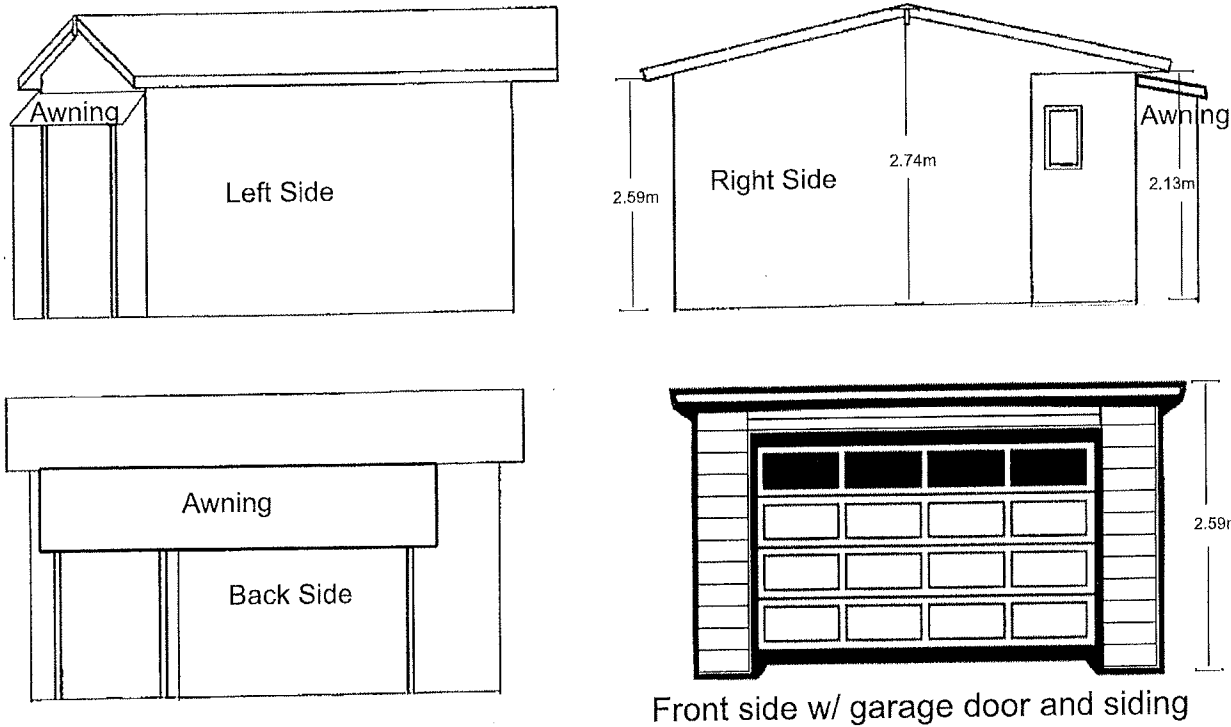 Awning
Left Side
2.59m
Right Side
2.74m
Awning
2.13m
Awning
Back Side
2.59m
Front side w/ garage door and siding